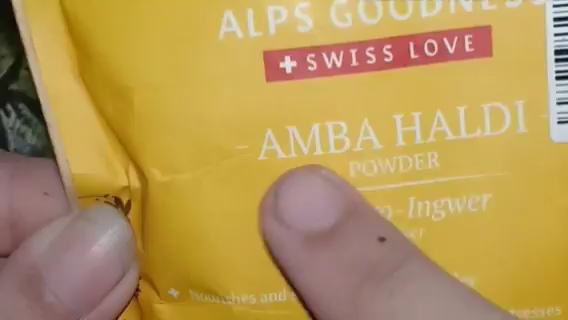 ALPS GOODNESS
SWISS LOVE
AMBA HALDI
POWDER
-Ingwer
Nourishes and